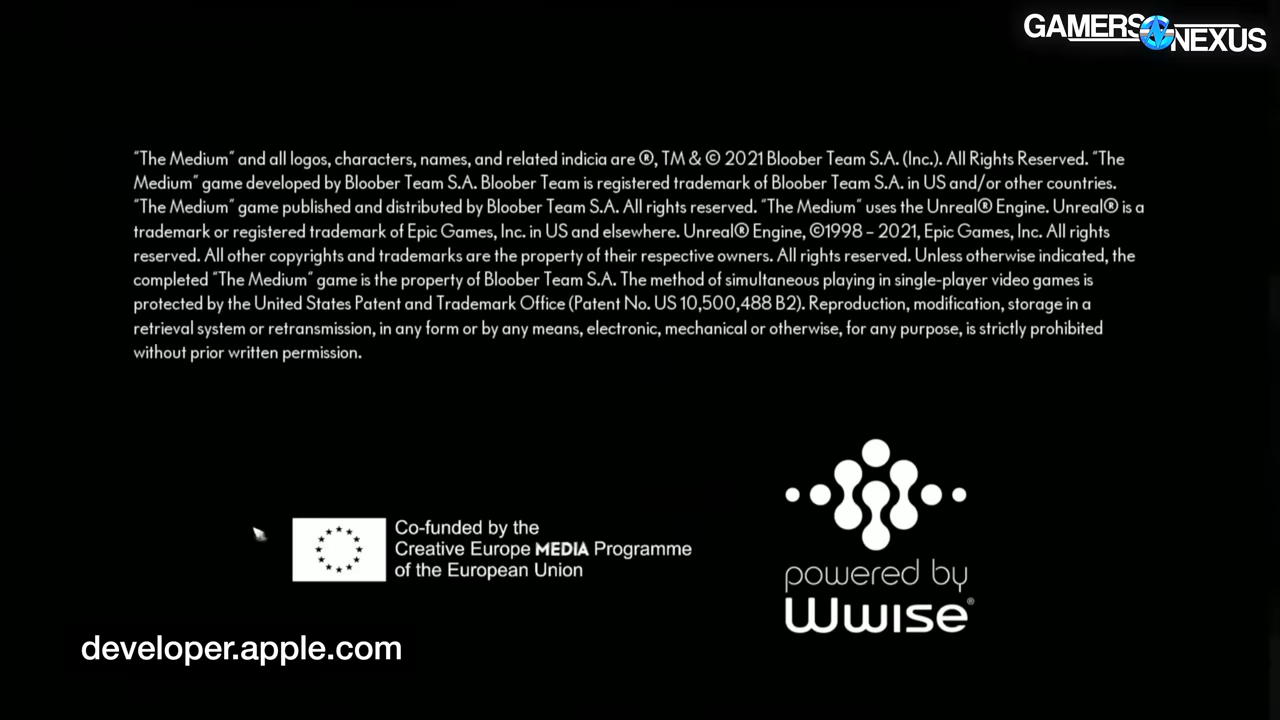 GAMERS NEXUS
"The Medium" and all logos, characters, names, and related indicia are ®, TM & © 2021 Bloober Team S.A. (Inc.). All Rights Reserved. "The
Medium" game developed by Bloober Team S.A. Bloober Team is registered trademark of Bloober Team S.A. in US and/or other countries.
"The Medium" game published and distributed by Bloober Team S.A. All rights reserved. "The Medium" uses the Unreal® Engine. Unreal® is a
trademark or registered trademark of Epic Games, Inc. in US and elsewhere. Unreal® Engine, ©1998 – 2021, Epic Games, Inc. All rights
reserved. All other copyrights and trademarks are the property of their respective owners. All rights reserved. Unless otherwise indicated, the
completed "The Medium" game is the property of Bloober Team S.A. The method of simultaneous playing in single-player video games is
protected by the United States Patent and Trademark Office (Patent No. US 10,500,488 B2). Reproduction, modification, storage in a
retrieval system or retransmission, in any form or by any means, electronic, mechanical or otherwise, for any purpose, is strictly prohibited
without prior written permission.
Co-funded by the
Creative Europe MEDIA Programme
of the European Union
powered by
Wwise®
developer.apple.com